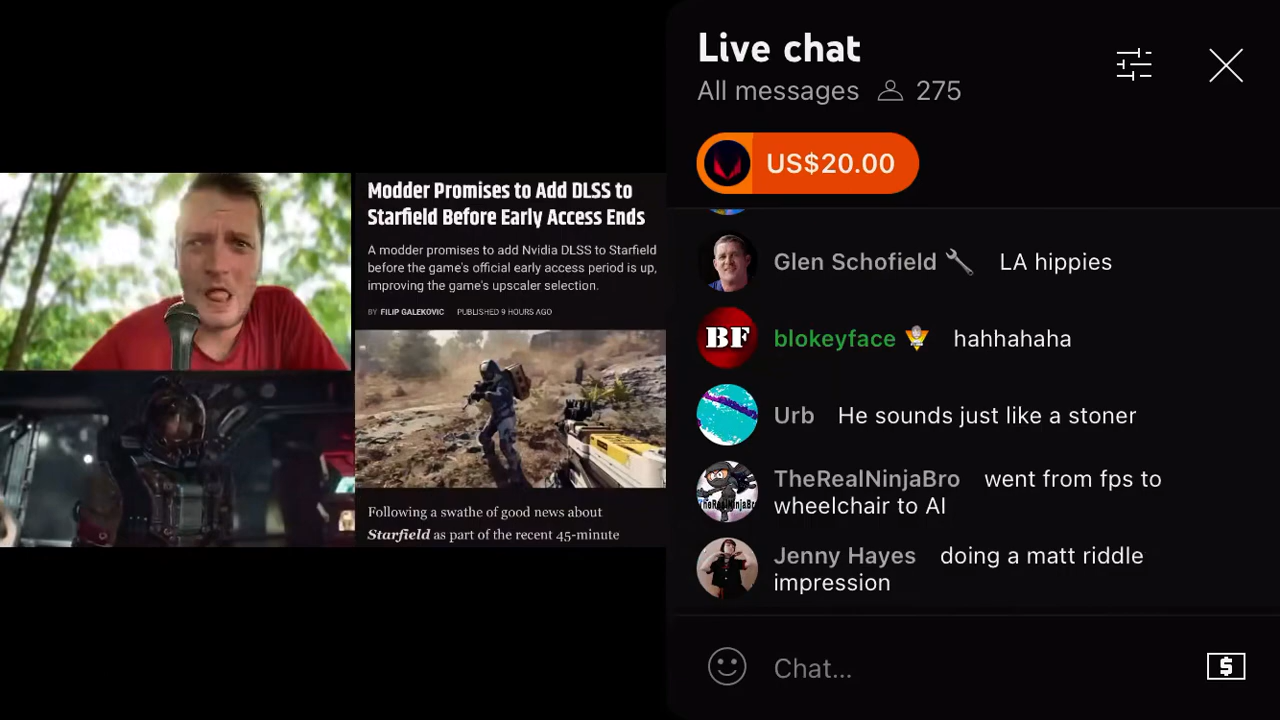 Modder Promises to Add DLSS to
Starfield Before Early Access Ends
A modder promises to add Nvidia DLSS to Starfield
before the game's official early access period is up,
improving the game's upscaler selection.
BY FILIP GALEKOVIC PUBLISHED 9 HOURS AGO
Following a swathe of good news about
Starfield as part of the recent 45-minute
Live chat
All messages 275
US$20.00
Glen Schofield LA hippies
BF
blokeyface hahhahaha
Urb He sounds just like a stoner
TheRealNinjaBro went from fps to
wheelchair to AI
Jenny Hayes doing a matt riddle
impression
Chat...
$